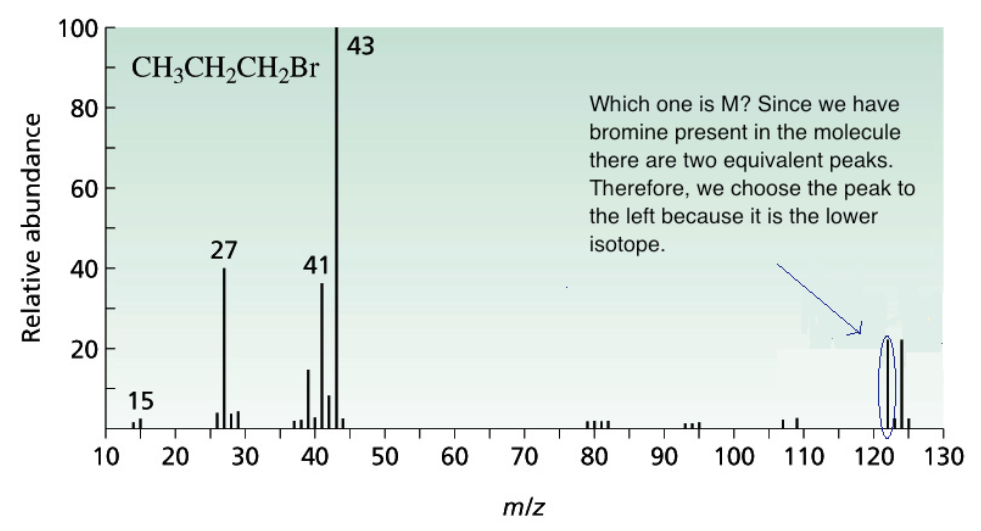 100
43
CH₃CH₂CH₂Br
Which one is M? Since we have
bromine present in the molecule
there are two equivalent peaks.
Therefore, we choose the peak to
the left because it is the lower
isotope.
80
60
Relative abundance
27
41
40
20
15
10 20 30 40 50 60 70 80 90 100 110 120 130
m/z